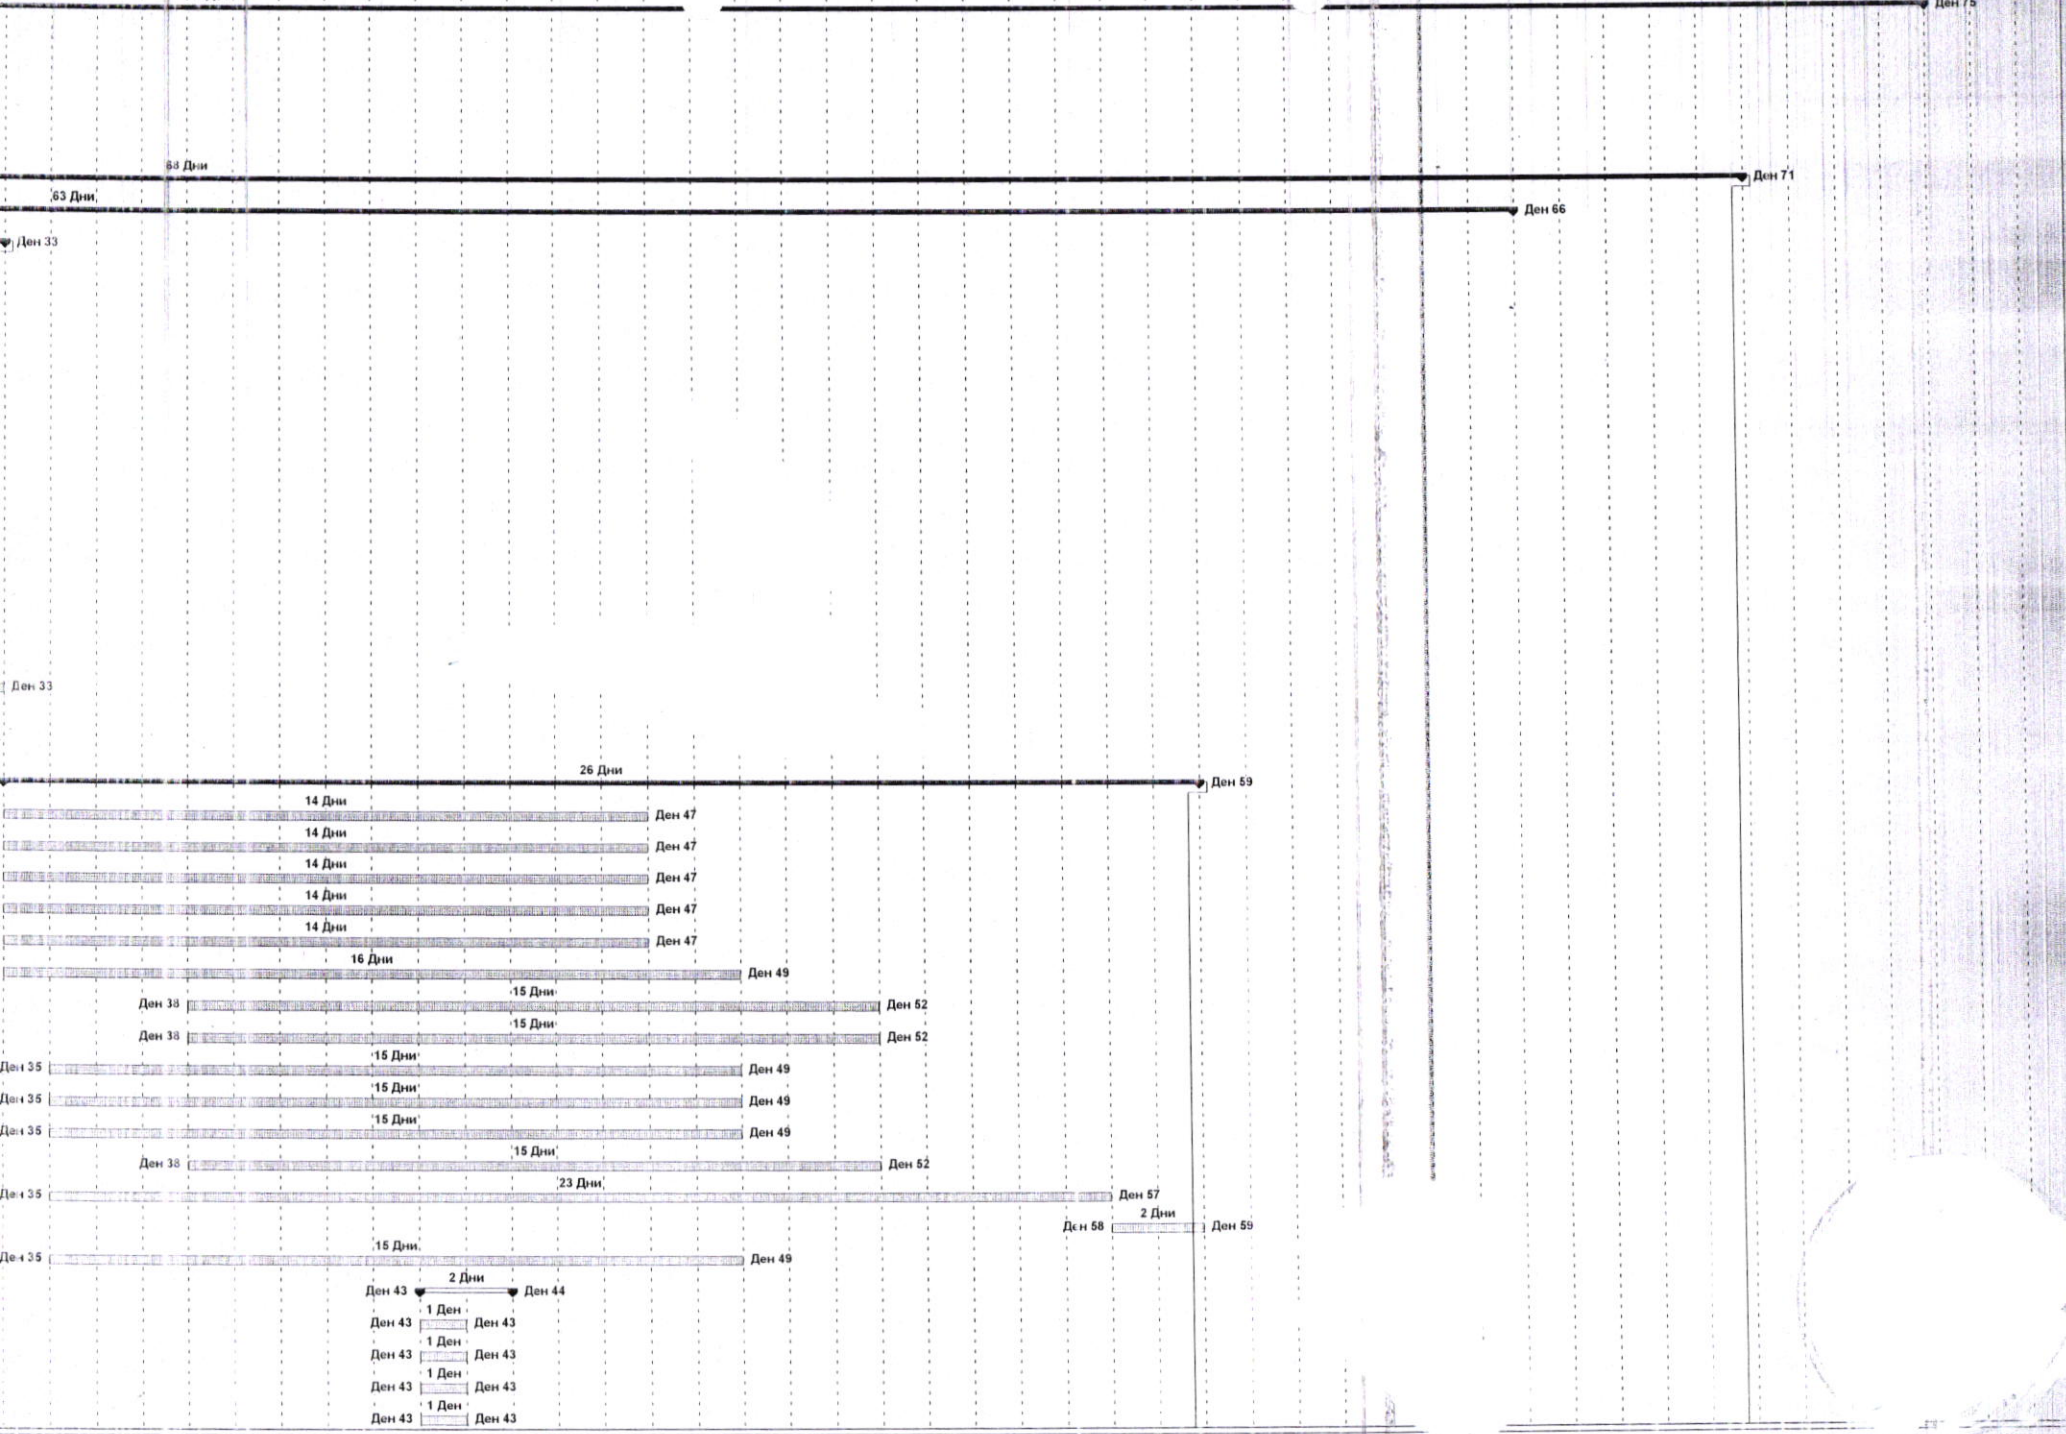 Ден 75
68 Дни
Ден 71
63 Дни
Ден 66
Ден 33
Ден 33
26 Дни
Ден 59
14 Дни
Ден 47
14 Дни
Ден 47
14 Дни
Ден 47
14 Дни
Ден 47
14 Дни
Ден 47
16 Дни
Ден 49
15 Дни
Ден 38 Ден 52
15 Дни
Ден 38 Ден 52
15 Дни
Ден 35 Ден 49
15 Дни
Ден 35 Ден 49
15 Дни
Ден 35 Ден 49
15 Дни
Ден 38 Ден 52
23 Дни
Ден 35 Ден 57
2 Дни
Ден 58 Ден 59
15 Дни
Ден 35 Ден 49
2 Дни
Ден 43 Ден 44
1 Ден
Ден 43 Ден 43
1 Ден
Ден 43 Ден 43
1 Ден
Ден 43 Ден 43
1 Ден
Ден 43 Ден 43